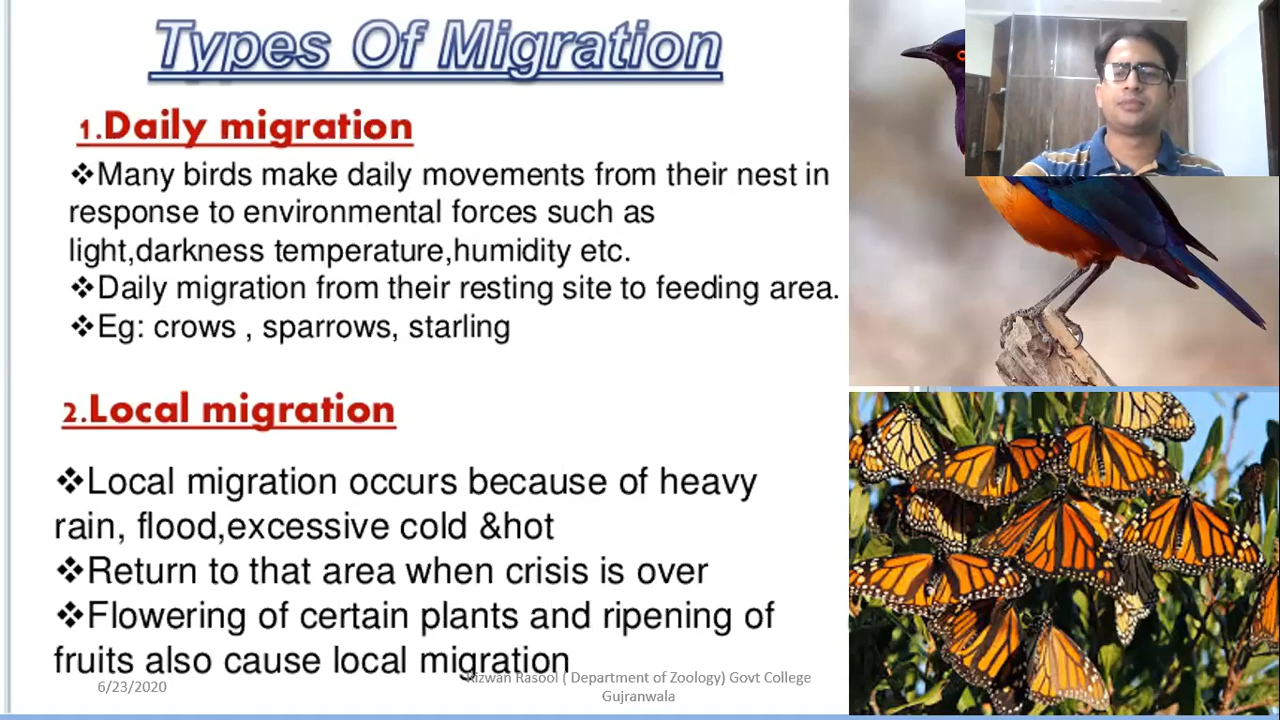 Types Of Migration
1.Daily migration
❖Many birds make daily movements from their nest in
response to environmental forces such as
light,darkness temperature,humidity etc.
❖Daily migration from their resting site to feeding area.
❖Eg: crows , sparrows, starling
2.Local migration
❖Local migration occurs because of heavy
rain, flood,excessive cold &hot
❖Return to that area when crisis is over
❖Flowering of certain plants and ripening of
fruits also cause local migration
6/23/2020
Rizwan Rasool ( Department of Zoology) Govt College
Gujranwala